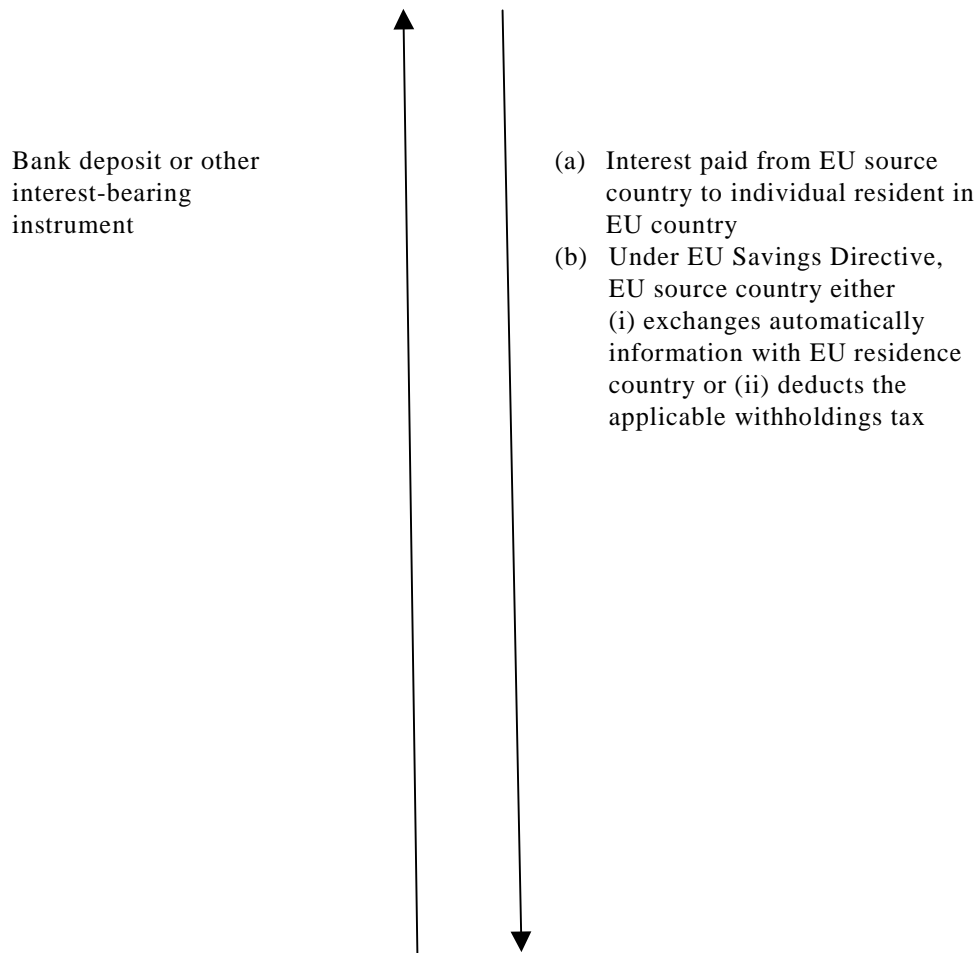 Bank deposit or other
interest-bearing
instrument
(a) Interest paid from EU source
country to individual resident in
EU country
(b) Under EU Savings Directive,
EU source country either
(i) exchanges automatically
information with EU residence
country or (ii) deducts the
applicable withholdings tax